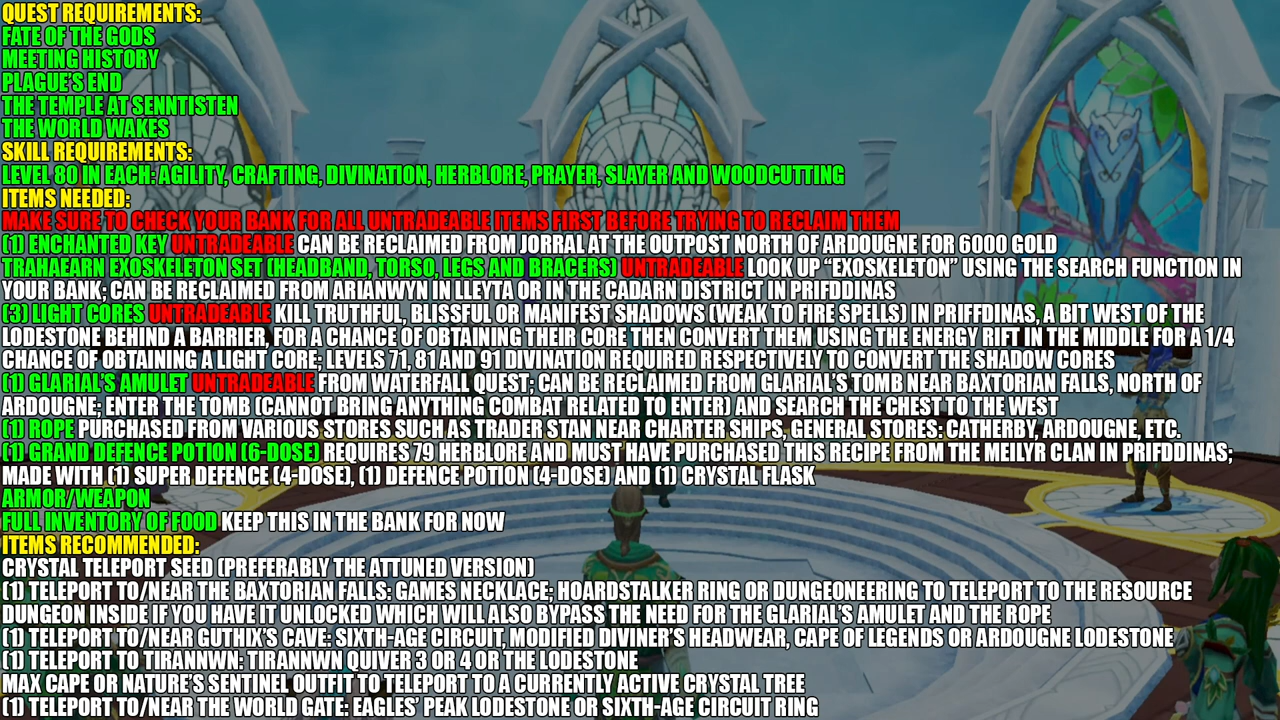 QUEST REQUIREMENTS:
FATE OF THE GODS
MEETING HISTORY
PLAGUE'S END
THE TEMPLE AT SENNTISTEN
THE WORLD WAKES
SKILL REQUIREMENTS:
LEVEL 80 IN EACH: AGILITY, CRAFTING, DIVINATION, HERBLORE, PRAYER, SLAYER AND WOODCUTTING
ITEMS NEEDED:
MAKE SURE TO CHECK YOUR BANK FOR ALL UNTRADEABLE ITEMS FIRST BEFORE TRYING TO RECLAIM THEM
(1) ENCHANTED KEY UNTRADEABLE CAN BE RECLAIMED FROM JORRAL AT THE OUTPOST NORTH OF ARDOUGNE FOR 6000 GOLD
TRAHAEARN EXOSKELETON SET (HEADBAND, TORSO, LEGS AND BRACERS) UNTRADEABLE LOOK UP “EXOSKELETON” USING THE SEARCH FUNCTION IN
YOUR BANK; CAN BE RECLAIMED FROM ARIANWYN IN LLEYTA OR IN THE CADARN DISTRICT IN PRIFDDINAS
(3) LIGHT CORES UNTRADEABLE KILL TRUTHFUL, BLISSFUL OR MANIFEST SHADOWS (WEAK TO FIRE SPELLS) IN PRIFFDINAS, A BIT WEST OF THE
LODESTONE BEHIND A BARRIER, FOR A CHANCE OF OBTAINING THEIR CORE THEN CONVERT THEM USING THE ENERGY RIFT IN THE MIDDLE FOR A 1/4
CHANCE OF OBTAINING A LIGHT CORE; LEVELS 71, 81 AND 91 DIVINATION REQUIRED RESPECTIVELY TO CONVERT THE SHADOW CORES
(1) GLARIAL'S AMULET UNTRADEABLE FROM WATERFALL QUEST; CAN BE RECLAIMED FROM GLARIAL'S TOMB NEAR BAXTORIAN FALLS, NORTH OF
ARDOUGNE; ENTER THE TOMB (CANNOT BRING ANYTHING COMBAT RELATED TO ENTER) AND SEARCH THE CHEST TO THE WEST
(1) ROPE PURCHASED FROM VARIOUS STORES SUCH AS TRADER STAN NEAR CHARTER SHIPS, GENERAL STORES: CATHERBY, ARDOUGNE, ETC.
(1) GRAND DEFENCE POTION (6-DOSE) REQUIRES 79 HERBLORE AND MUST HAVE PURCHASED THIS RECIPE FROM THE MEILYR CLAN IN PRIFDDINAS;
MADE WITH (1) SUPER DEFENCE (4-DOSE), (1) DEFENCE POTION (4-DOSE) AND (1) CRYSTAL FLASK
ARMOR/WEAPON
FULL INVENTORY OF FOOD KEEP THIS IN THE BANK FOR NOW
ITEMS RECOMMENDED:
CRYSTAL TELEPORT SEED (PREFERABLY THE ATTUNED VERSION)
(1) TELEPORT TO/NEAR THE BAXTORIAN FALLS: GAMES NECKLACE; HOARDSTALKER RING OR DUNGEONEERING TO TELEPORT TO THE RESOURCE
DUNGEON INSIDE IF YOU HAVE IT UNLOCKED WHICH WILL ALSO BYPASS THE NEED FOR THE GLARIAL'S AMULET AND THE ROPE
(1) TELEPORT TO/NEAR GUTHIX'S CAVE: SIXTH-AGE CIRCUIT, MODIFIED DIVINER'S HEADWEAR, CAPE OF LEGENDS OR ARDOUGNE LODESTONE
(1) TELEPORT TO TIRANNWN: TIRANNWN QUIVER 3 OR 4 OR THE LODESTONE
MAX CAPE OR NATURE'S SENTINEL OUTFIT TO TELEPORT TO A CURRENTLY ACTIVE CRYSTAL TREE
(1) TELEPORT TO/NEAR THE WORLD GATE: EAGLES' PEAK LODESTONE OR SIXTH-AGE CIRCUIT RING